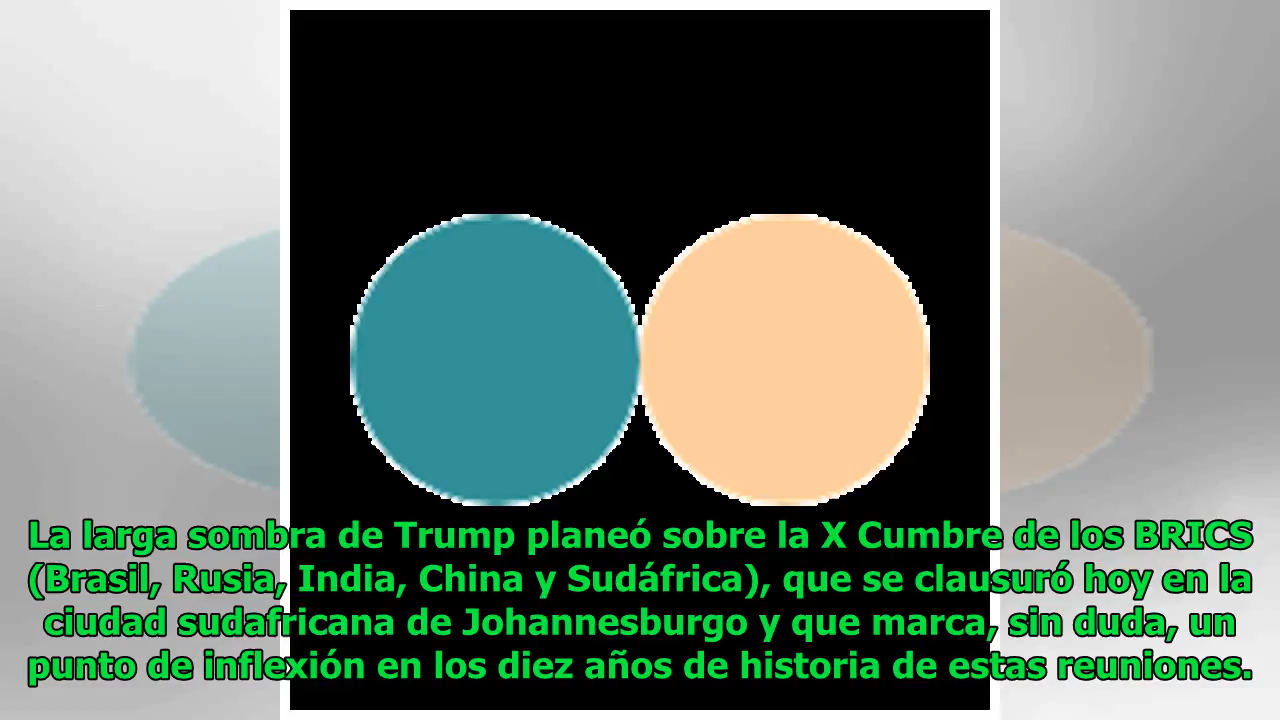 La larga sombra de Trump planeó sobre la X Cumbre de los BRICS
(Brasil, Rusia, India, China y Sudáfrica), que se clausuró hoy en la
ciudad sudafricana de Johannesburgo y que marca, sin duda, un
punto de inflexión en los diez años de historia de estas reuniones.